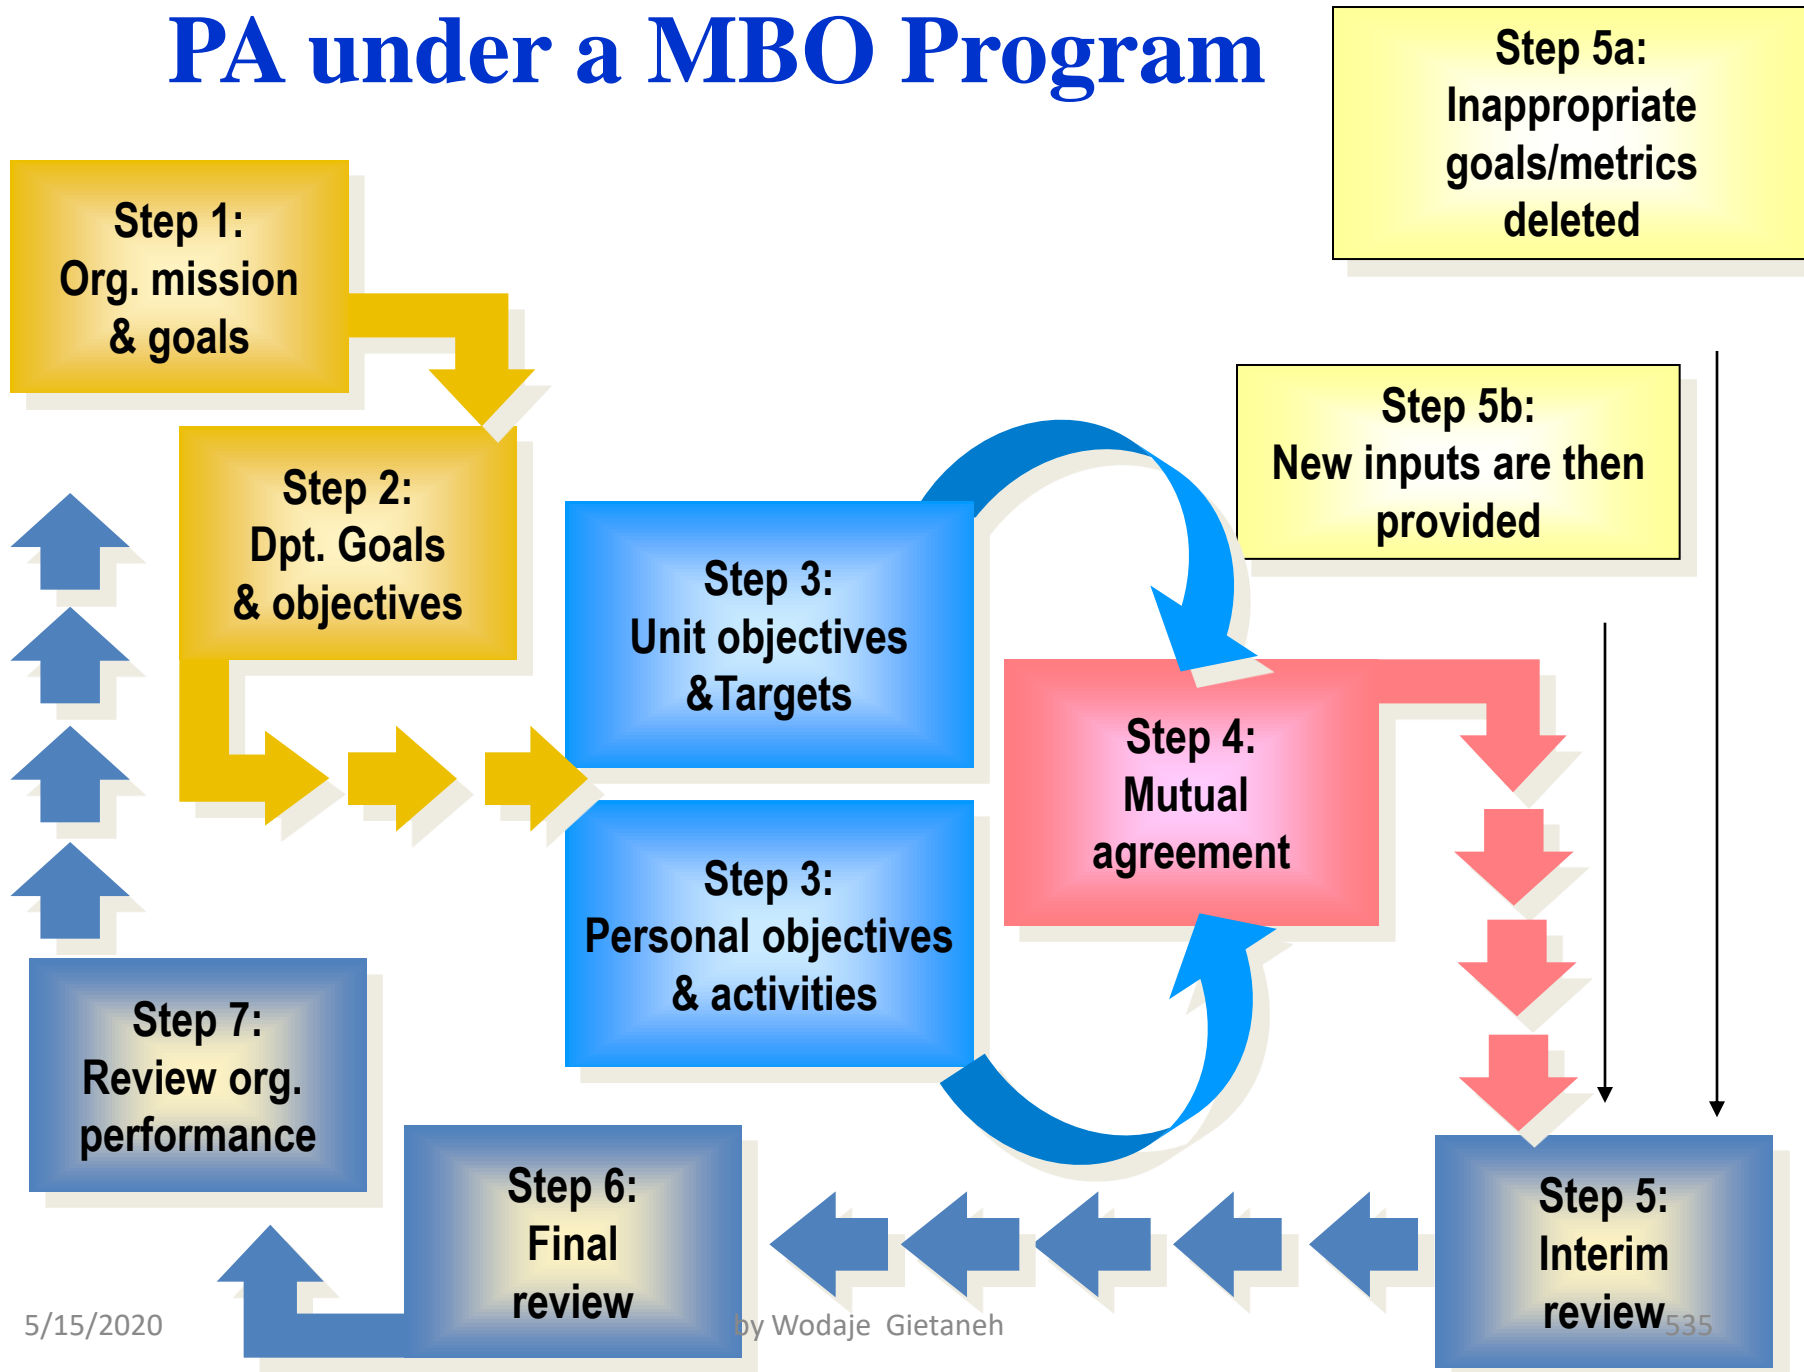 PA under a MBO Program
Step 5a:
Inappropriate
goals/metrics
deleted
Step 1:
Org. mission
& goals
Step 5b:
New inputs are then
provided
Step 2:
Dpt. Goals
& objectives
Step 3:
Unit objectives
&Targets
Step 4:
Mutual
agreement
Step 3:
Personal objectives
& activities
Step 7:
Review org.
performance
Step 6:
Final
review
Step 5:
Interim
review
5/15/2020
by Wodaje Gietaneh
535